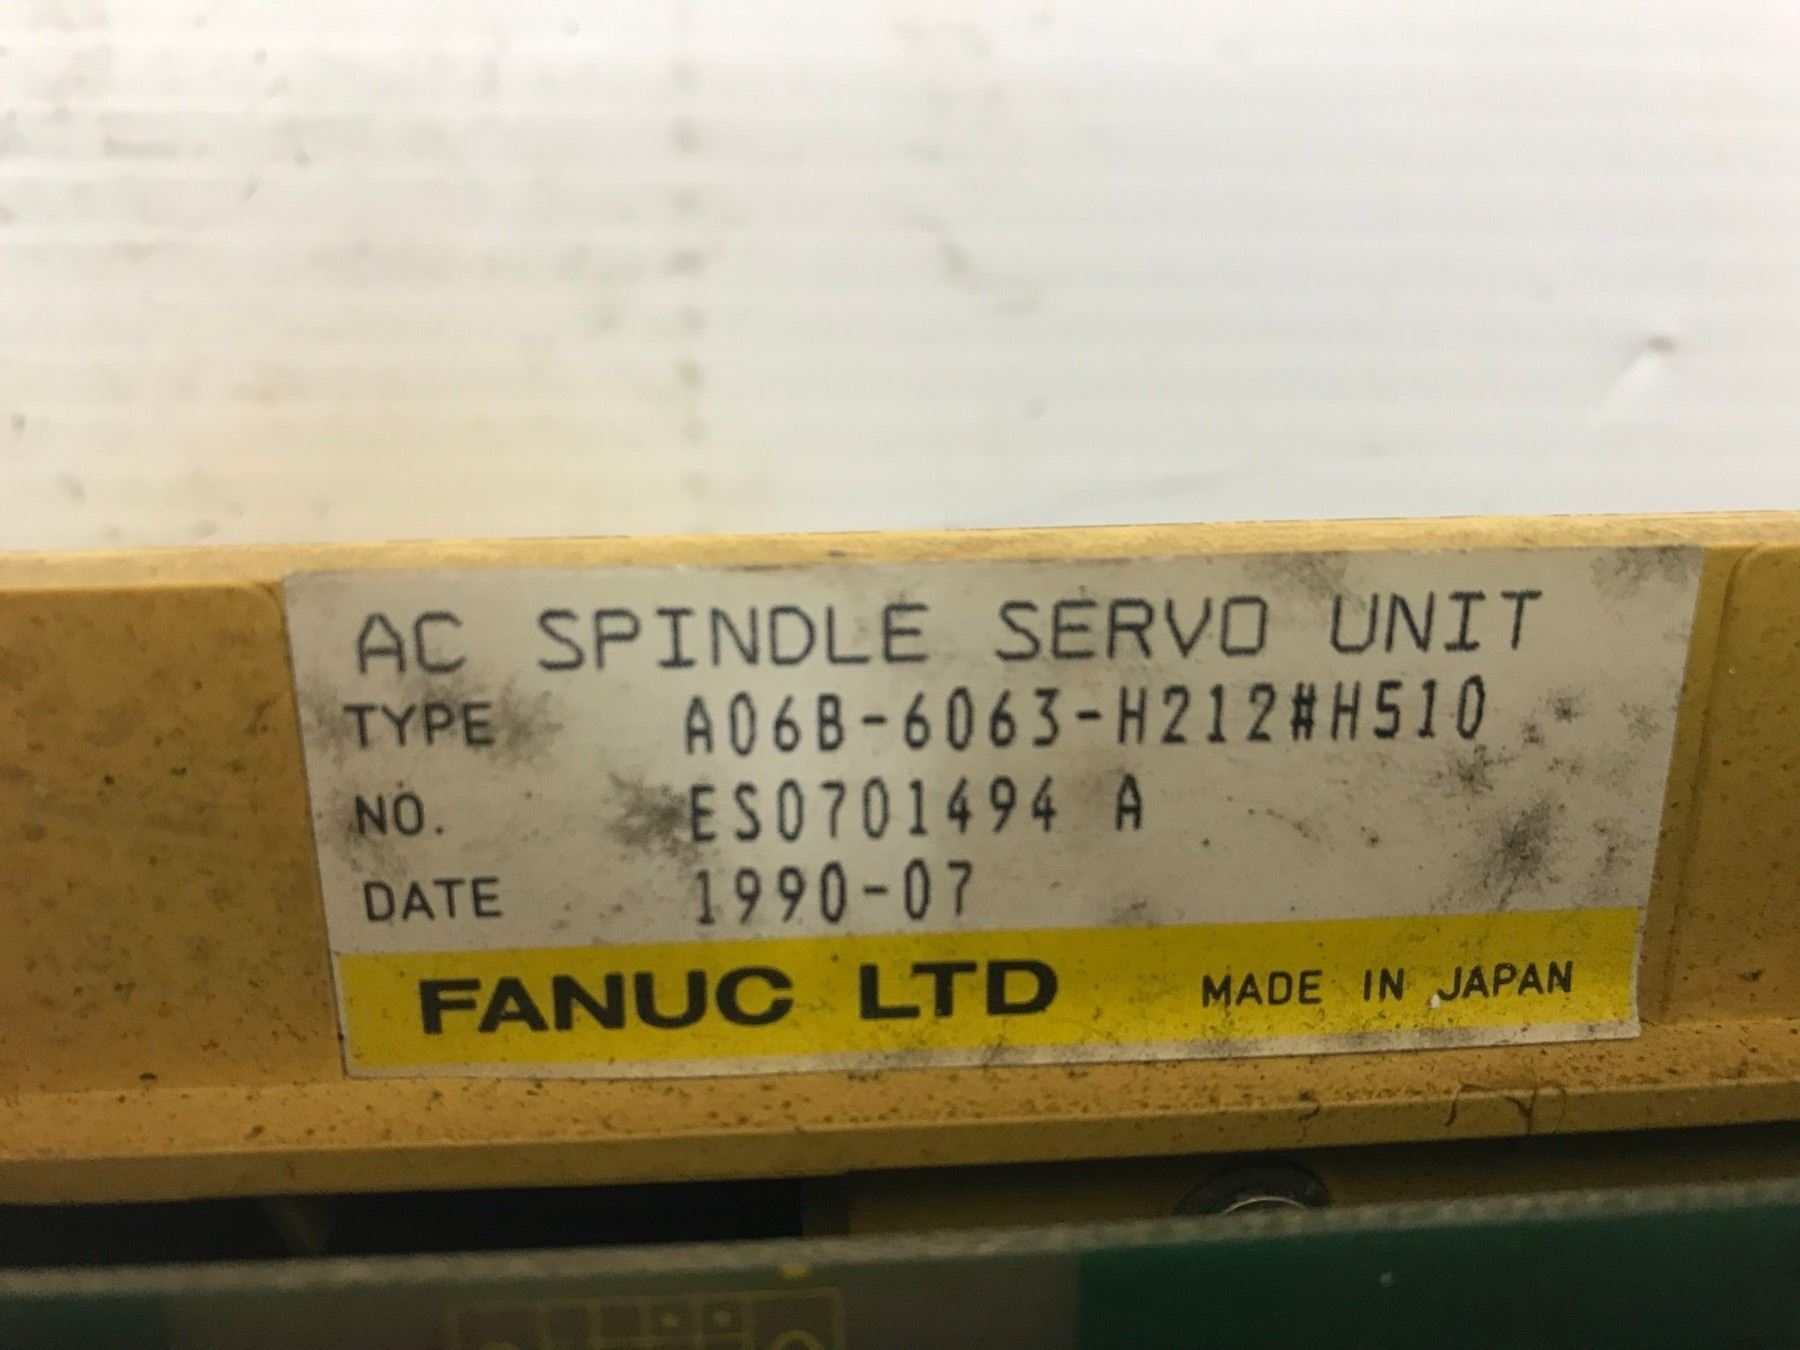 AC SPINDLE SERVO UNIT
TYPE A06B-6063-H212#H510
NO. ES0701494 A
DATE 1990-07
FANUC LTD MADE IN JAPAN